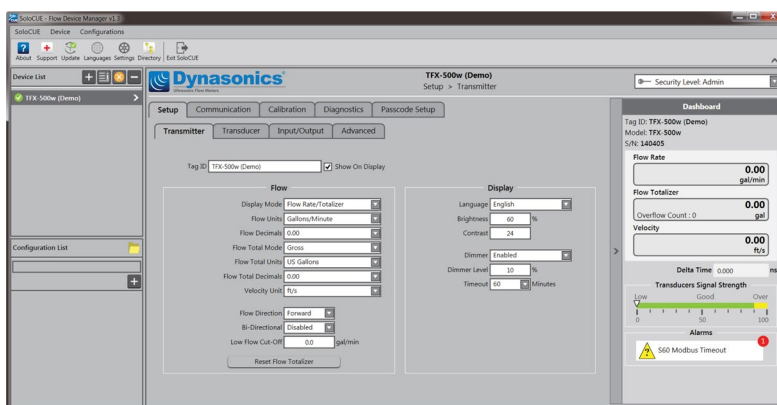 SoloCUE - Flow Device Manager v1.3
SoloCUE Device Configurations
About Support Update Languages Settings Directory Exit SoloCUE
Device List
TFX-500w (Demo)
Configuration List
Dynasonics
Ultrasonic Flow Meters
TFX-500w (Demo)
Setup > Transmitter
Security Level: Admin
Setup Communication Calibration Diagnostics Passcode Setup
Transmitter Transducer Input/Output Advanced
Tag ID TFX-500w (Demo) Show On Display
Flow
Display Mode Flow Rate/Totalizer
Flow Units Gallons/Minute
Flow Decimals 0.00
Flow Total Mode Gross
Flow Total Units US Gallons
Flow Total Decimals 0.00
Velocity Unit ft/s
Flow Direction Forward
Bi-Directional Disabled
Low Flow Cut-Off 0.0 gal/min
Reset Flow Totalizer
Display
Language English
Brightness 60 %
Contrast 24
Dimmer Enabled
Dimmer Level 10 %
Timeout 60 Minutes
Dashboard
Tag ID: TFX-500w (Demo)
Model: TFX-500w
S/N: 140405
Flow Rate
0.00
gal/min
Flow Totalizer
0.00
Overflow Count : 0 gal
Velocity
0.00
ft/s
Delta Time 0.000 ns
Transducers Signal Strength
Low Good Over
0 50 100
Alarms
1
S60 Modbus Timeout